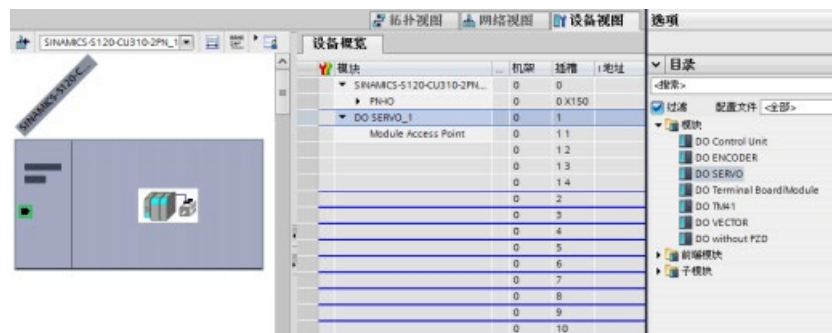 拓扑视图 网络视图 设备视图 选项
SINAMICS-S120-CU310-2PN_1
设备概览
模块 ... 机架 插槽 I地址
SINAMICS-S120-CU310-2PN... 0 0
PN-IO 0 0 X150
DO SERVO_1 0 1
Module Access Point 0 1 1
0 1 2
0 1 3
0 1 4
0 2
0 3
0 4
0 5
0 6
0 7
0 8
0 9
0 10
SINAMICS-S120-C...
目录
<搜索>
过滤 配置文件 <全部>
模块
DO Control Unit
DO ENCODER
DO SERVO
DO Terminal Board/Module
DO TM41
DO VECTOR
DO without PZD
前端模块
子模块